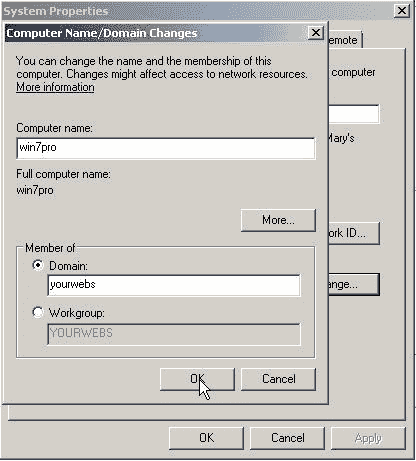 System Properties
Computer Name/Domain Changes
emote
You can change the name and the membership of this
computer. Changes might affect access to network resources.
More information
computer
Computer name:
win7pro
Mary's
Full computer name:
win7pro
More...
ork ID...
Member of
Domain:
yourwebs
ange...
Workgroup:
YOURWEBS
OK
Cancel
OK
Cancel
Apply